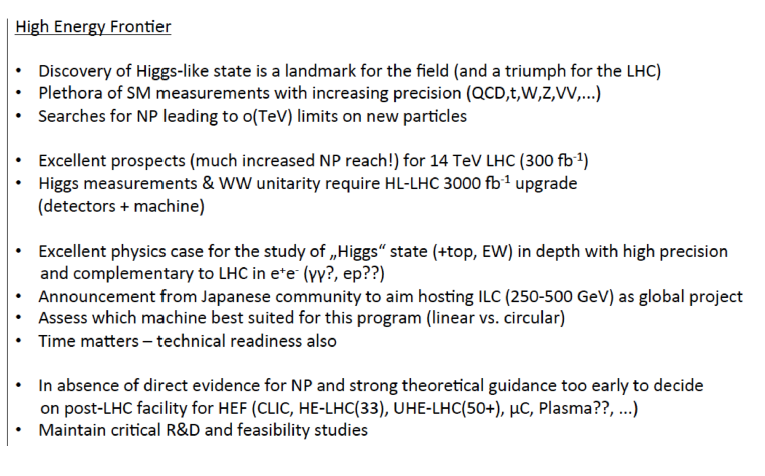 High Energy Frontier
• Discovery of Higgs-like state is a landmark for the field (and a triumph for the LHC)
• Plethora of SM measurements with increasing precision (QCD,t,W,Z,VV,...)
• Searches for NP leading to o(TeV) limits on new particles
• Excellent prospects (much increased NP reach!) for 14 TeV LHC (300 fb⁻¹)
• Higgs measurements & WW unitarity require HL-LHC 3000 fb⁻¹ upgrade
(detectors + machine)
• Excellent physics case for the study of „Higgs“ state (+top, EW) in depth with high precision
and complementary to LHC in e⁺e⁻ (γγ?, ep??)
• Announcement from Japanese community to aim hosting ILC (250-500 GeV) as global project
• Assess which machine best suited for this program (linear vs. circular)
• Time matters – technical readiness also
• In absence of direct evidence for NP and strong theoretical guidance too early to decide
on post-LHC facility for HEF (CLIC, HE-LHC(33), UHE-LHC(50+), μC, Plasma??, ...)
• Maintain critical R&D and feasibility studies